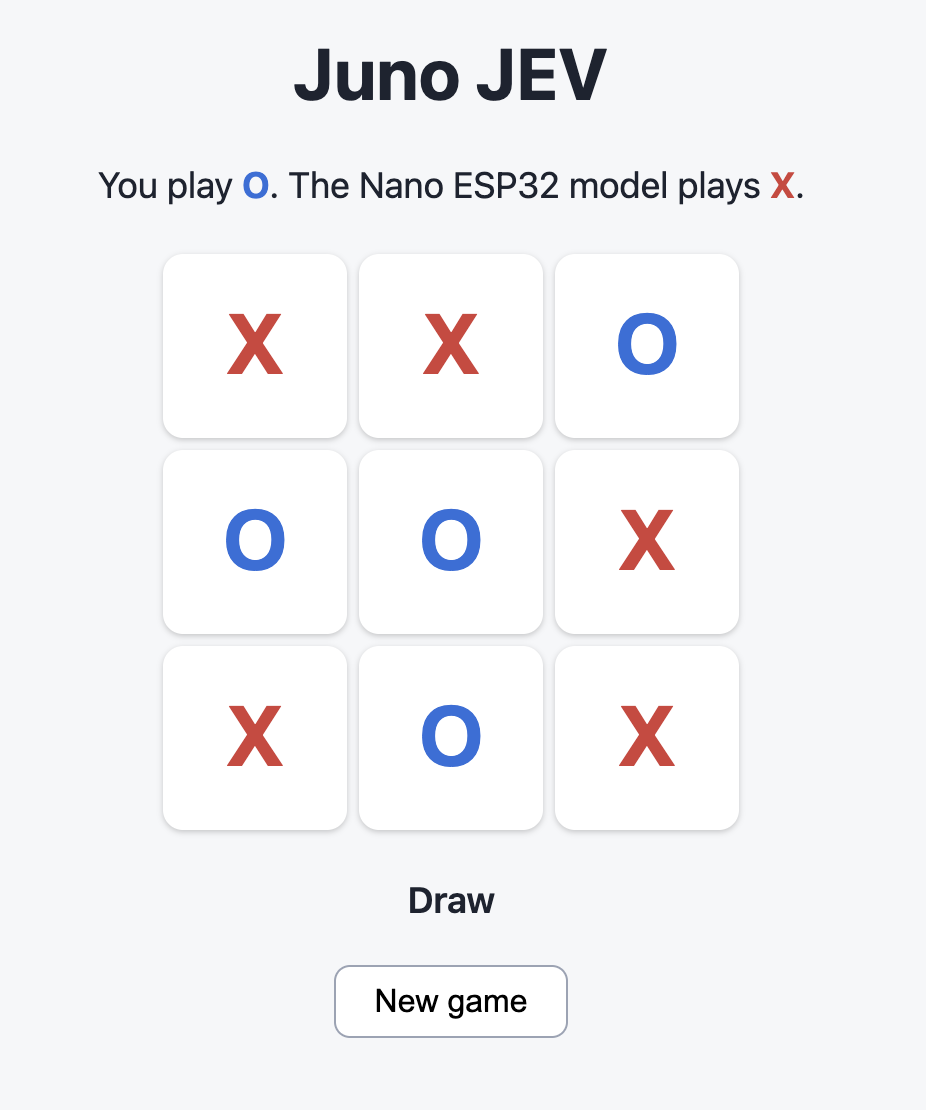 Juno JEV
You play O. The Nano ESP32 model plays X.
X X O
O O X
X O X
Draw
New game